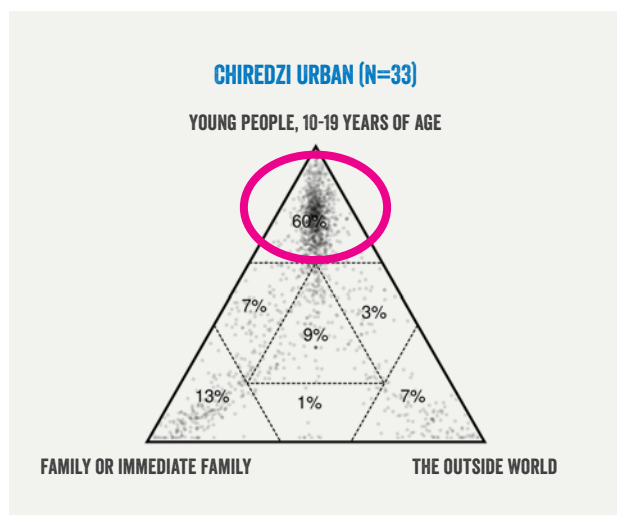 CHIREDZI URBAN (N=33)
YOUNG PEOPLE, 10-19 YEARS OF AGE
60%
7%
3%
9%
13%
1%
7%
FAMILY OR IMMEDIATE FAMILY
THE OUTSIDE WORLD